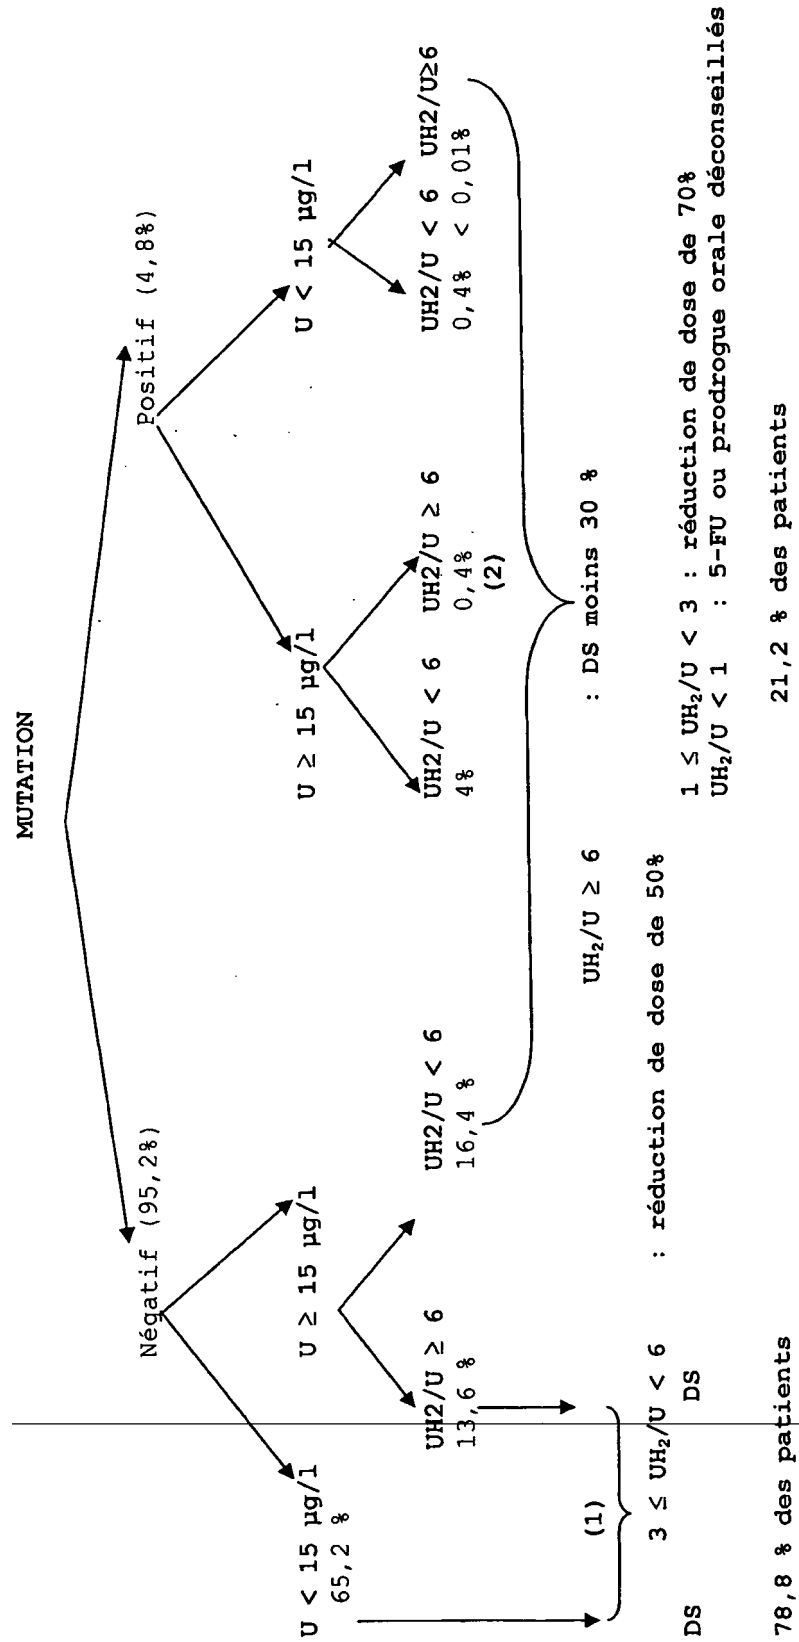 MUTATION
Négatif (95,2%)
Positif (4,8%)
U < 15 µg/l
65,2 %
U ≥ 15 µg/l
U ≥ 15 µg/l
U < 15 µg/l
UH2/U ≥ 6
13,6 %
UH2/U < 6
16,4 %
UH2/U < 6
4%
UH2/U ≥ 6
0,4%
(2)
UH2/U < 6
0,4%
UH2/U≥6
< 0,01%
(1)
UH₂/U ≥ 6
: DS moins 30 %
3 ≤ UH₂/U < 6
: réduction de dose de 50%
DS
DS
1 ≤ UH₂/U < 3 : réduction de dose de 70%
UH₂/U < 1 : 5-FU ou prodrogue orale déconseillés
78,8 % des patients
21,2 % des patients